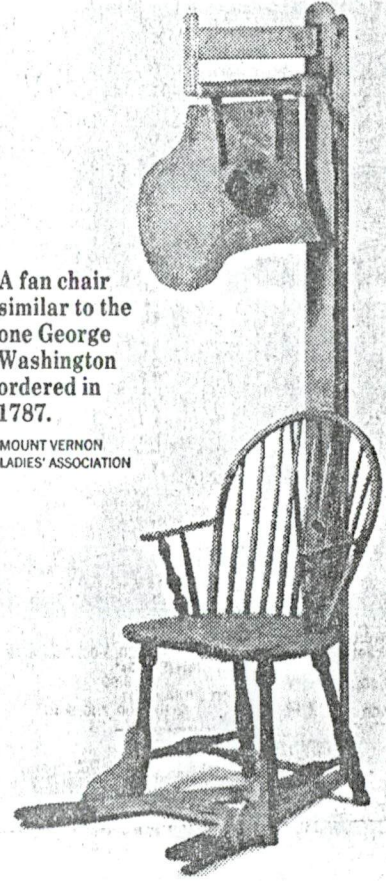 A fan chair
similar to the
one George
Washington
ordered in
1787.
MOUNT VERNON
LADIES' ASSOCIATION